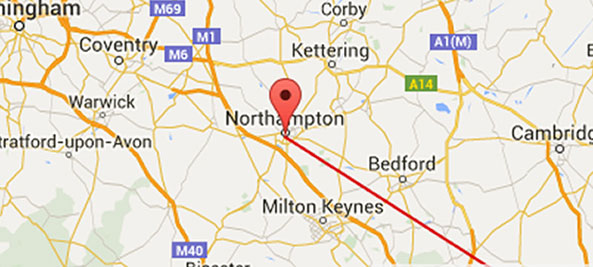 ningham
M69
Corby
M1
Coventry
M6
Kettering
A1(M)
A14
Warwick
Northampton
tratford-upon-Avon
Cambridg
Bedford
Milton Keynes
M40